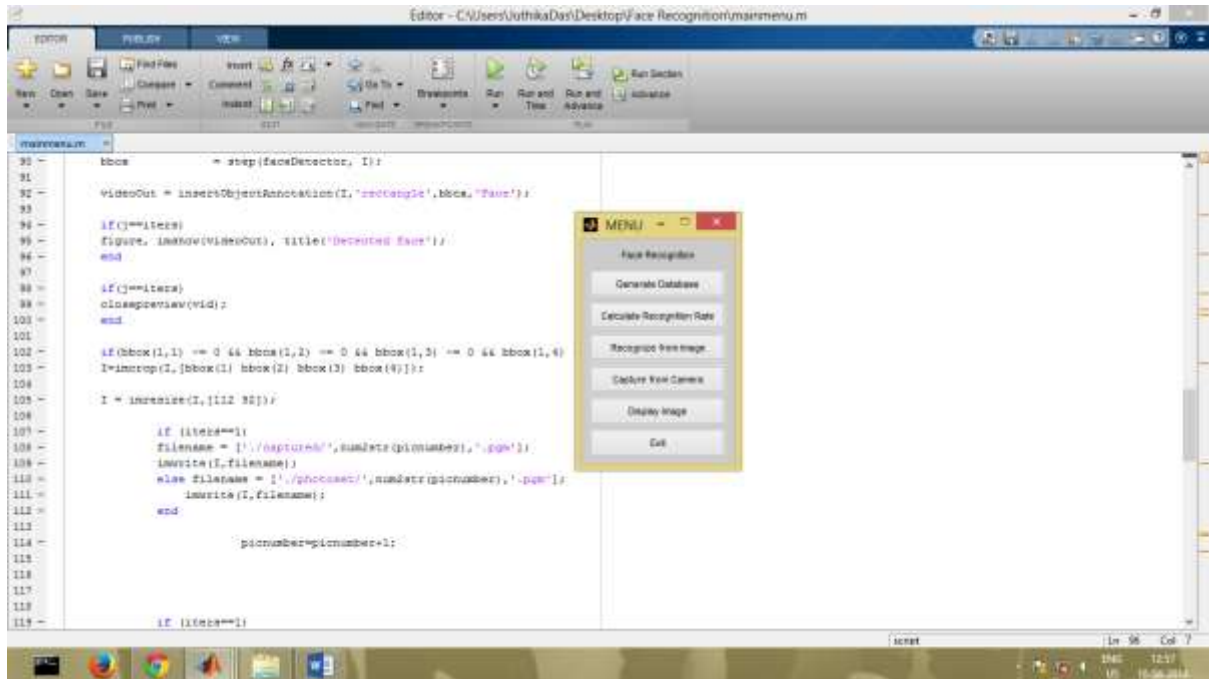 Editor - C:\Users\JuthikaDas\Desktop\Face Recognition\mainmenu.m
EDITOR PUBLISH VIEW
New Open Save Find Files Compare Print Insert Comment Indent fx Go To Find Breakpoints Run Run and Time Run and Advance Run Section Advance
FILE EDIT NAVIGATE BREAKPOINTS RUN
mainmenu.m
90 bbox = step(faceDetector, I);
91
92 videoOut = insertObjectAnnotation(I,'rectangle',bbox,'Face');
93
94 if(j==iters)
95 figure, imshow(videoOut), title('Detected Face');
96 end
97
98 if(j==iters)
99 closepreview(vid);
100 end
101
102 if(bbox(1,1) ~= 0 && bbox(1,2) ~= 0 && bbox(1,3) ~= 0 && bbox(1,4)
103 I=imcrop(I,[bbox(1) bbox(2) bbox(3) bbox(4)]);
104
105 I = imresize(I,[112 92]);
106
107 if (iters==1)
108 filename = ['./captured/',num2str(picnumber),'.pgm'];
109 imwrite(I,filename);
110 else filename = ['./photoset/',num2str(picnumber),'.pgm'];
111 imwrite(I,filename);
112 end
113
114 picnumber=picnumber+1;
115
116
117
118
119 if (iters==1)
MENU
Face Recognition
Generate Database
Calculate Recognition Rate
Recognize from Image
Capture from Camera
Display Image
Exit
script Ln 96 Col 7
ENG 12:57
US